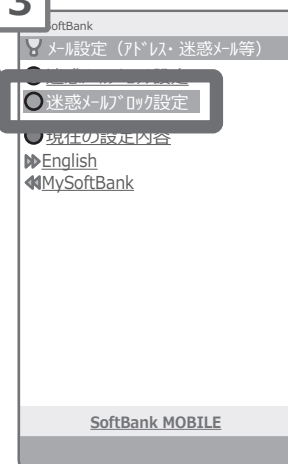 3
SoftBank
メール設定（アドレス・迷惑メール等）
迷惑メールブロック設定
現在の設定内容
English
MySoftBank
SoftBank MOBILE